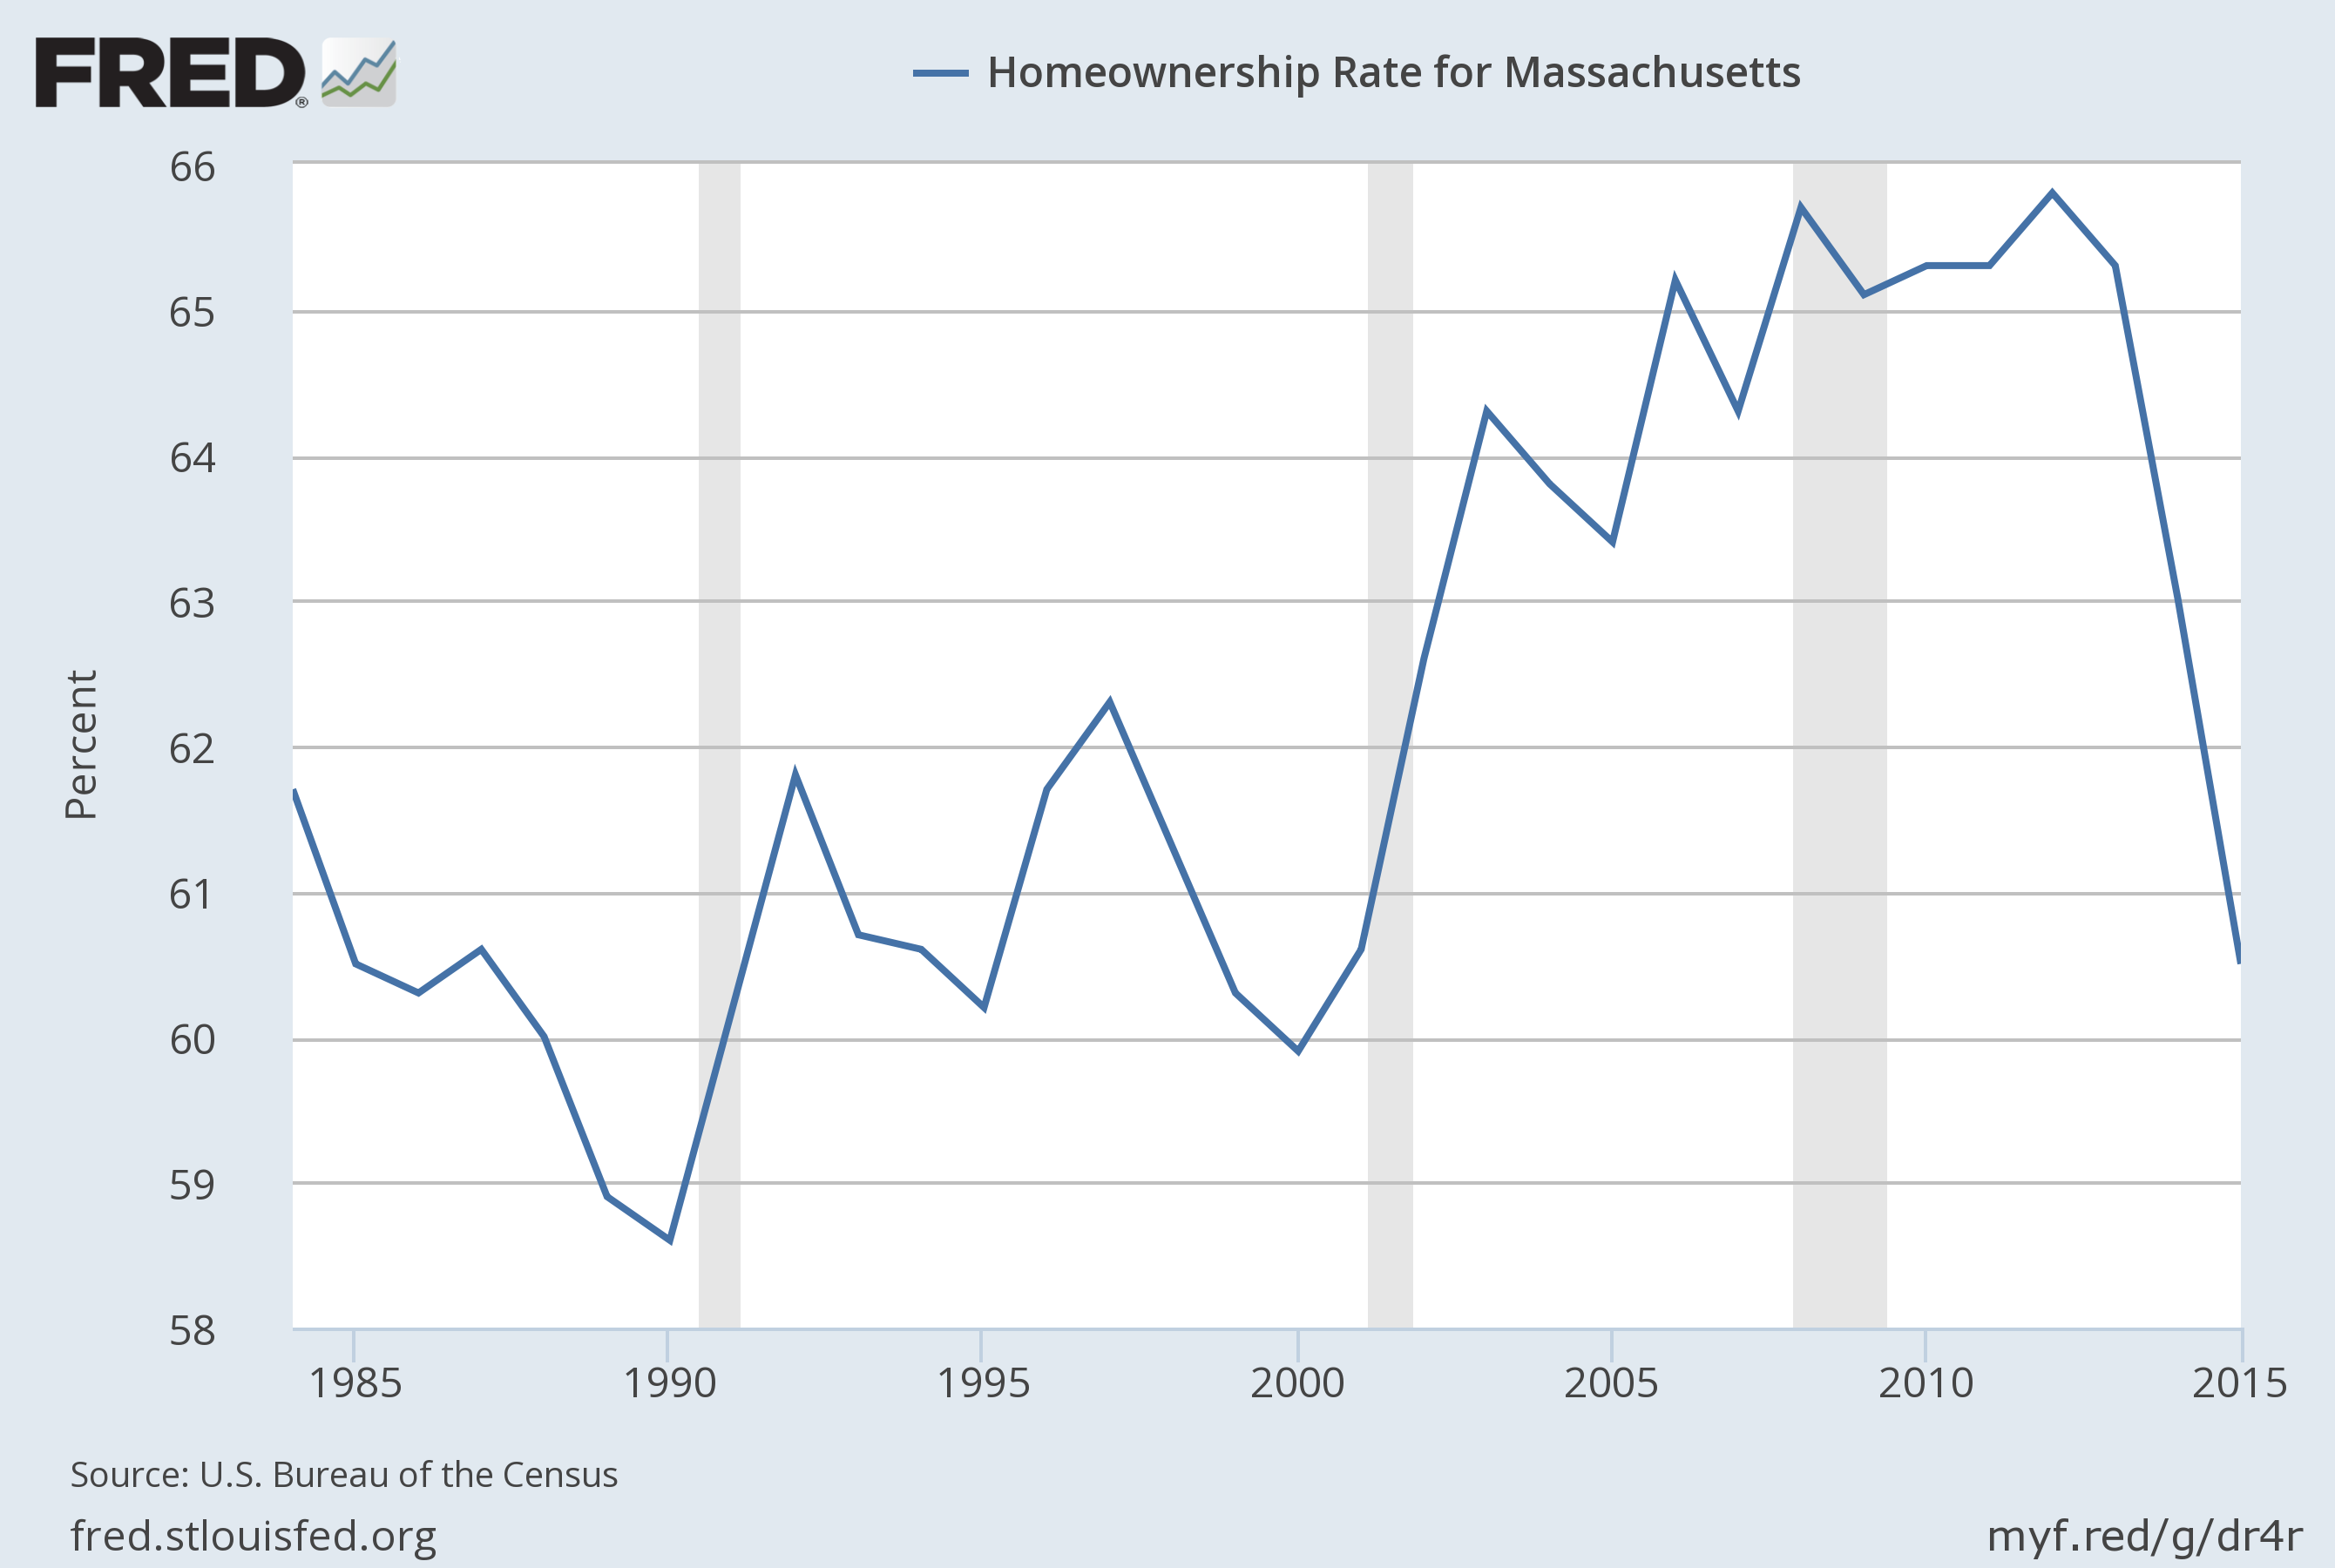 FRED®
Homeownership Rate for Massachusetts
66
65
64
63
62
61
60
59
58
Percent
1985 1990 1995 2000 2005 2010 2015
Source: U.S. Bureau of the Census
fred.stlouisfed.org
myf.red/g/dr4r